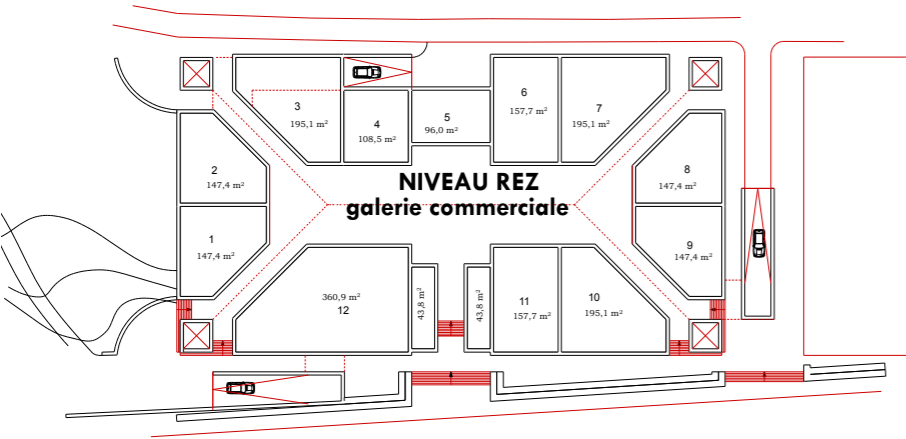 6
157,7 m²
7
195,1 m²
3
195,1 m²
4
108,5 m²
5
96,0 m²
2
147,4 m²
8
147,4 m²
NIVEAU REZ
galerie commerciale
1
147,4 m²
9
147,4 m²
360,9 m²
12
43,8 m²
43,8 m²
11
157,7 m²
10
195,1 m²